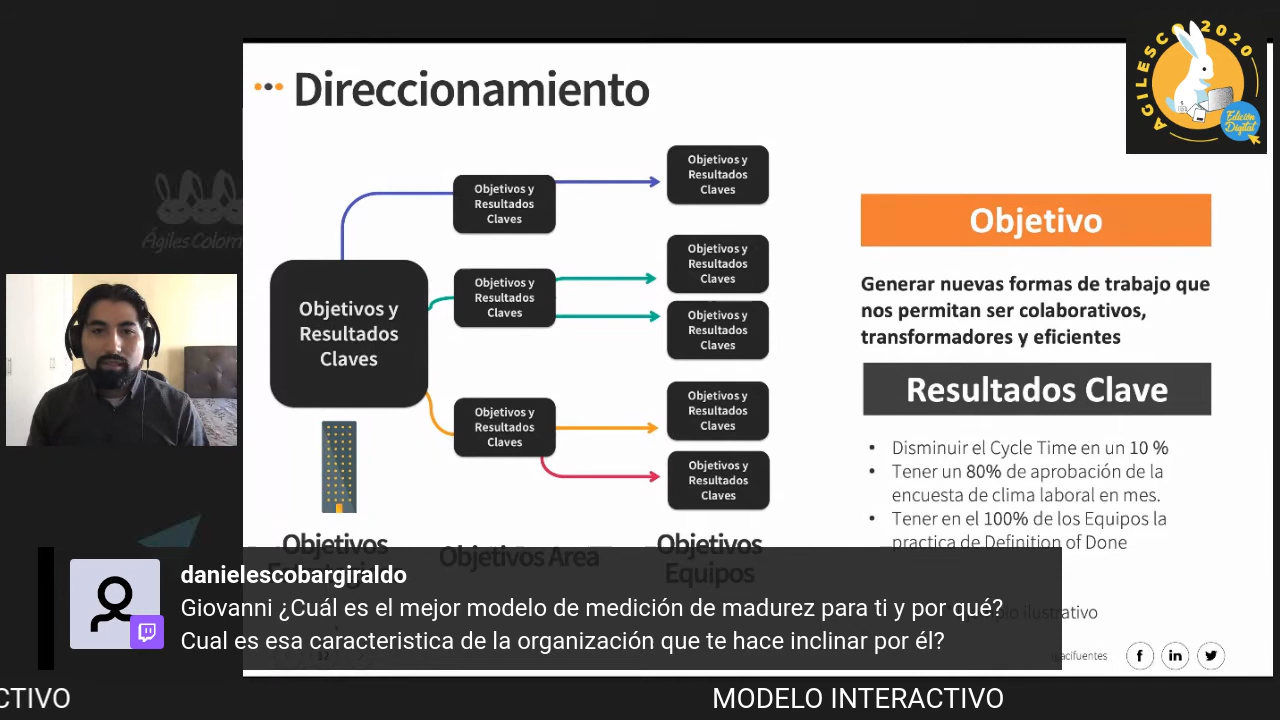 Direccionamiento
AGILESCO 2020
Edición
Digital
Ágiles Colom
Objetivos y
Resultados
Claves
Objetivos y
Resultados
Claves
Objetivos y
Resultados
Claves
Objetivos y
Resultados
Claves
Objetivos y
Resultados
Claves
Objetivos y
Resultados
Claves
Objetivos y
Resultados
Claves
Objetivos y
Resultados
Claves
Objetivos y
Resultados
Claves
Objetivos
Objetivos Area
Objetivos
Equipos
Objetivo
Generar nuevas formas de trabajo que
nos permitan ser colaborativos,
transformadores y eficientes
Resultados Clave
• Disminuir el Cycle Time en un 10 %
• Tener un 80% de aprobación de la
encuesta de clima laboral en mes.
• Tener en el 100% de los Equipos la
practica de Definition of Done
ilustrativo
danielescobargiraldo
Giovanni ¿Cuál es el mejor modelo de medición de madurez para ti y por qué?
Cual es esa caracteristica de la organización que te hace inclinar por él?
acifuentes
CTIVO
MODELO INTERACTIVO